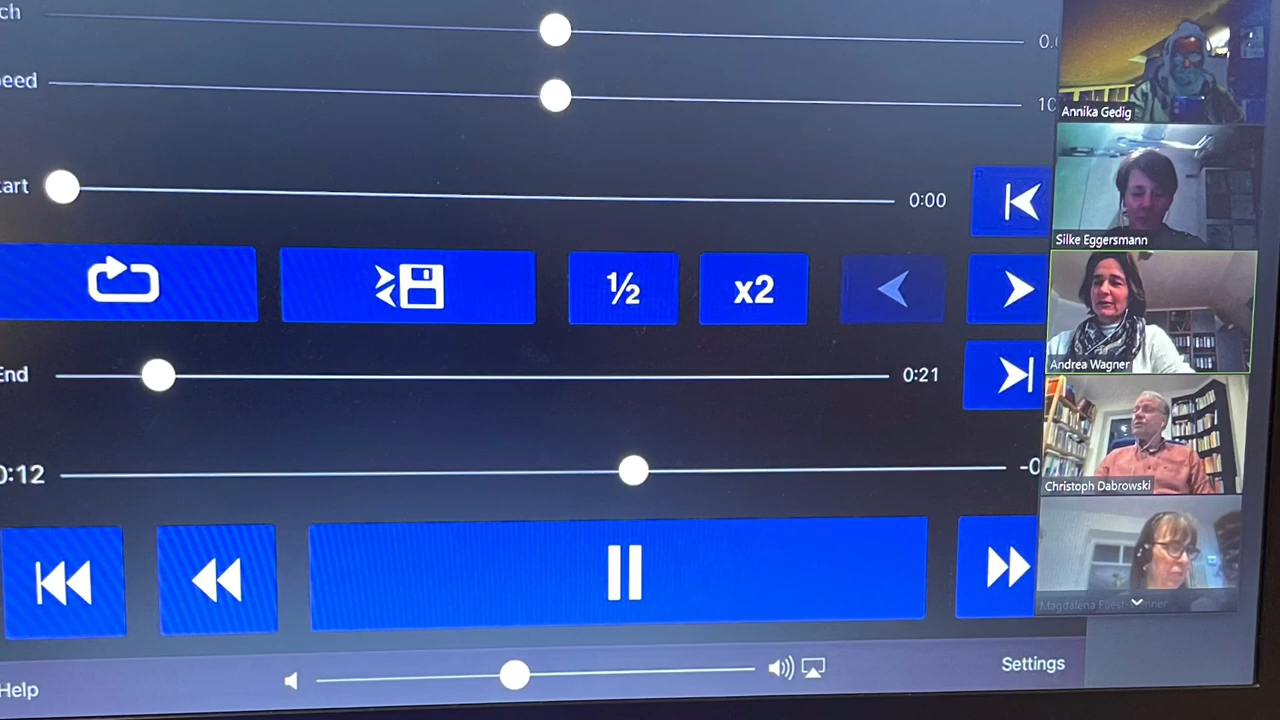 ch
0.
eed
10
Annika Gedig
art
0:00
Silke Eggersmann
½
x2
End
0:21
Andrea Wagner
0:12
-0
Christoph Dabrowski
Magdalena
Settings
Help